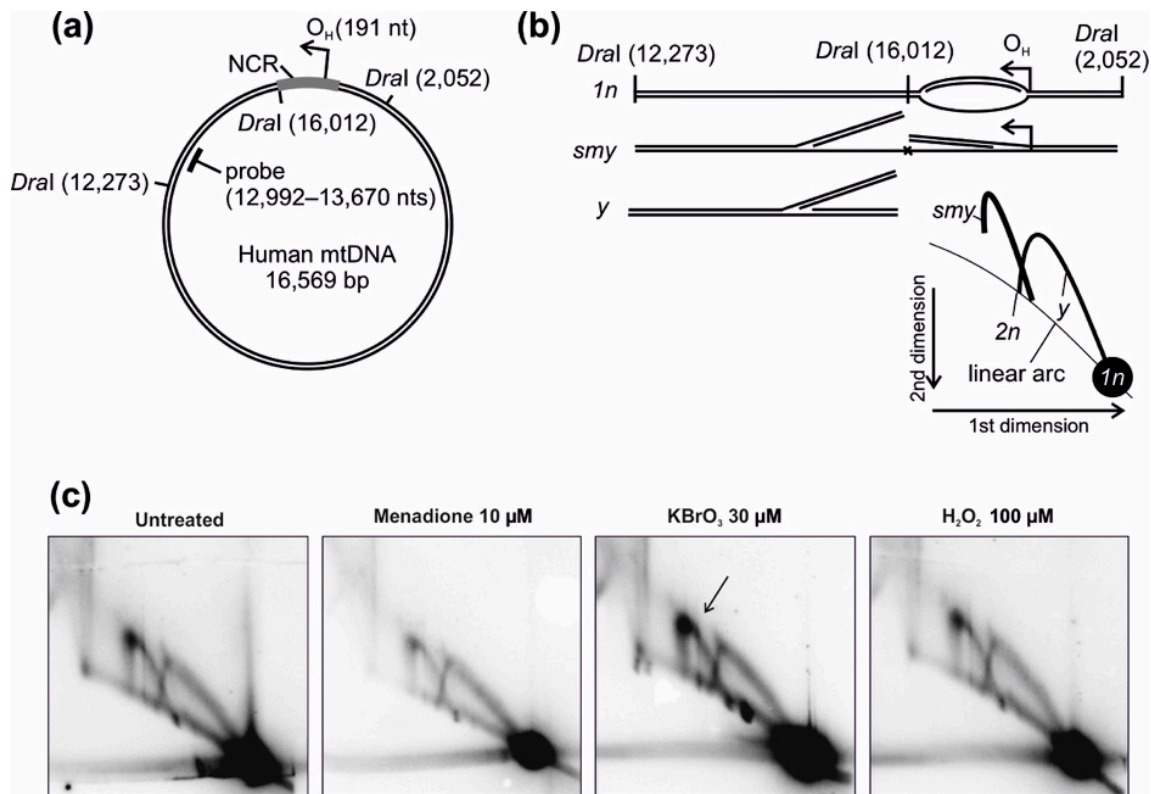 (a)
O_H (191 nt)
NCR
DraI (2,052)
DraI (16,012)
DraI (12,273)
probe
(12,992–13,670 nts)
Human mtDNA
16,569 bp
(b)
DraI (12,273)
DraI (16,012)
O_H
DraI
(2,052)
1n
smy
y
smy
y
2n
linear arc
1n
2nd dimension
1st dimension
(c)
Untreated
Menadione 10 µM
KBrO₃ 30 µM
H₂O₂ 100 µM